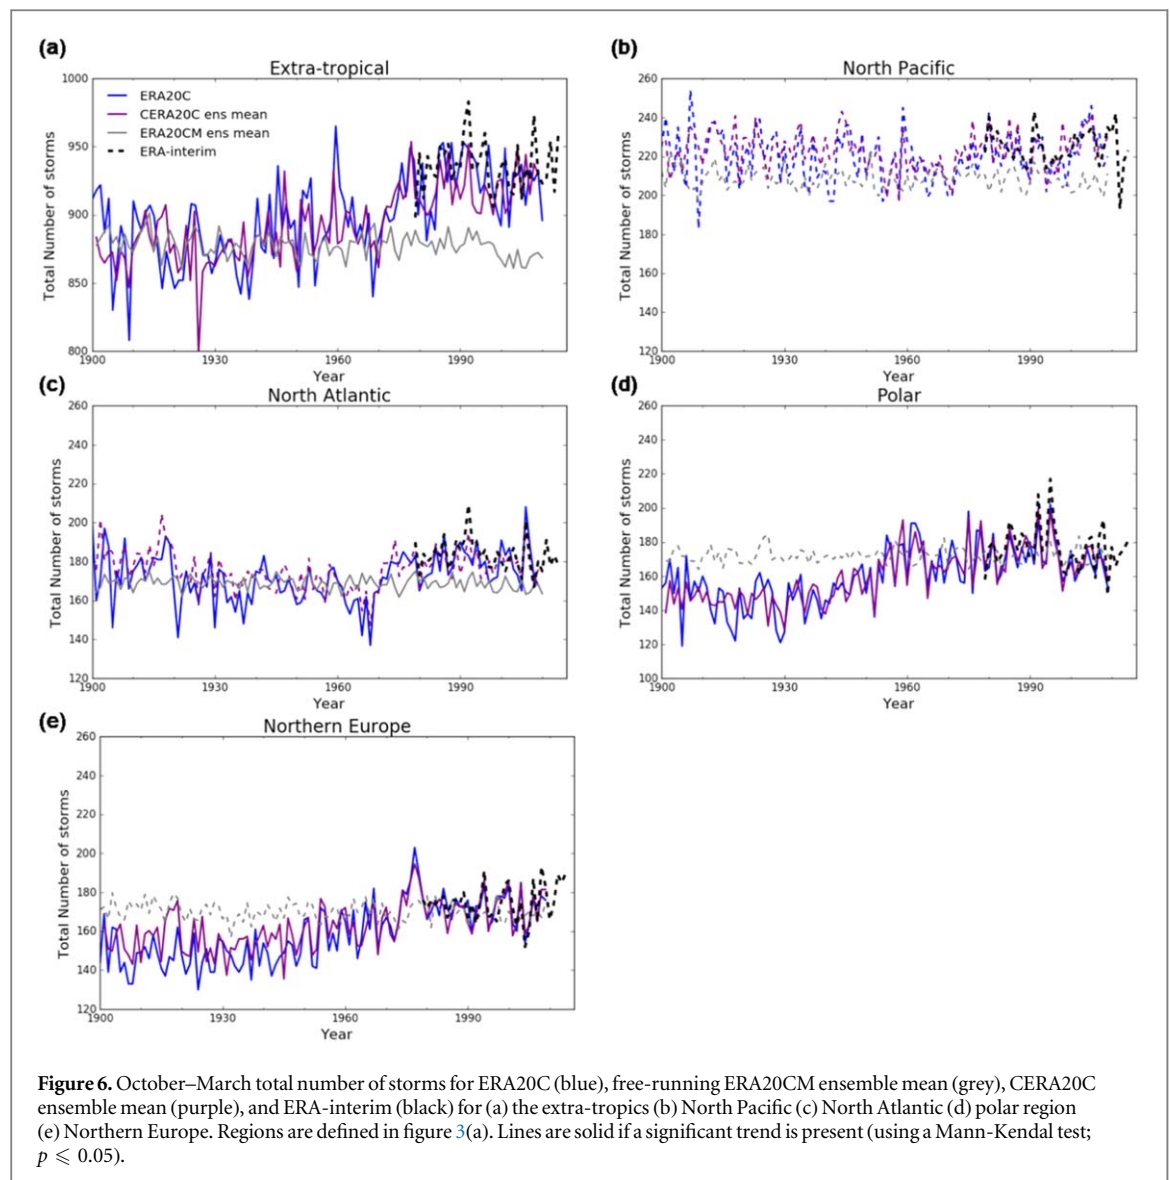 (a)
Extra-tropical
1000
950
900
850
800
Total Number of storms
ERA20C
CERA20C ens mean
ERA20CM ens mean
ERA-interim
1900
1930
1960
1990
Year
(b)
North Pacific
260
240
220
200
180
160
140
120
Total Number of storms
1900
1930
1960
1990
Year
(c)
North Atlantic
260
240
220
200
180
160
140
120
Total Number of storms
1900
1930
1960
1990
Year
(d)
Polar
260
240
220
200
180
160
140
120
100
Total Number of storms
1900
1930
1960
1990
Year
(e)
Northern Europe
260
240
220
200
180
160
140
120
Total Number of storms
1900
1930
1960
1990
Year
Figure 6. October–March total number of storms for ERA20C (blue), free-running ERA20CM ensemble mean (grey), CERA20C
ensemble mean (purple), and ERA-interim (black) for (a) the extra-tropics (b) North Pacific (c) North Atlantic (d) polar region
(e) Northern Europe. Regions are defined in figure 3(a). Lines are solid if a significant trend is present (using a Mann-Kendal test;
p ⩽ 0.05).